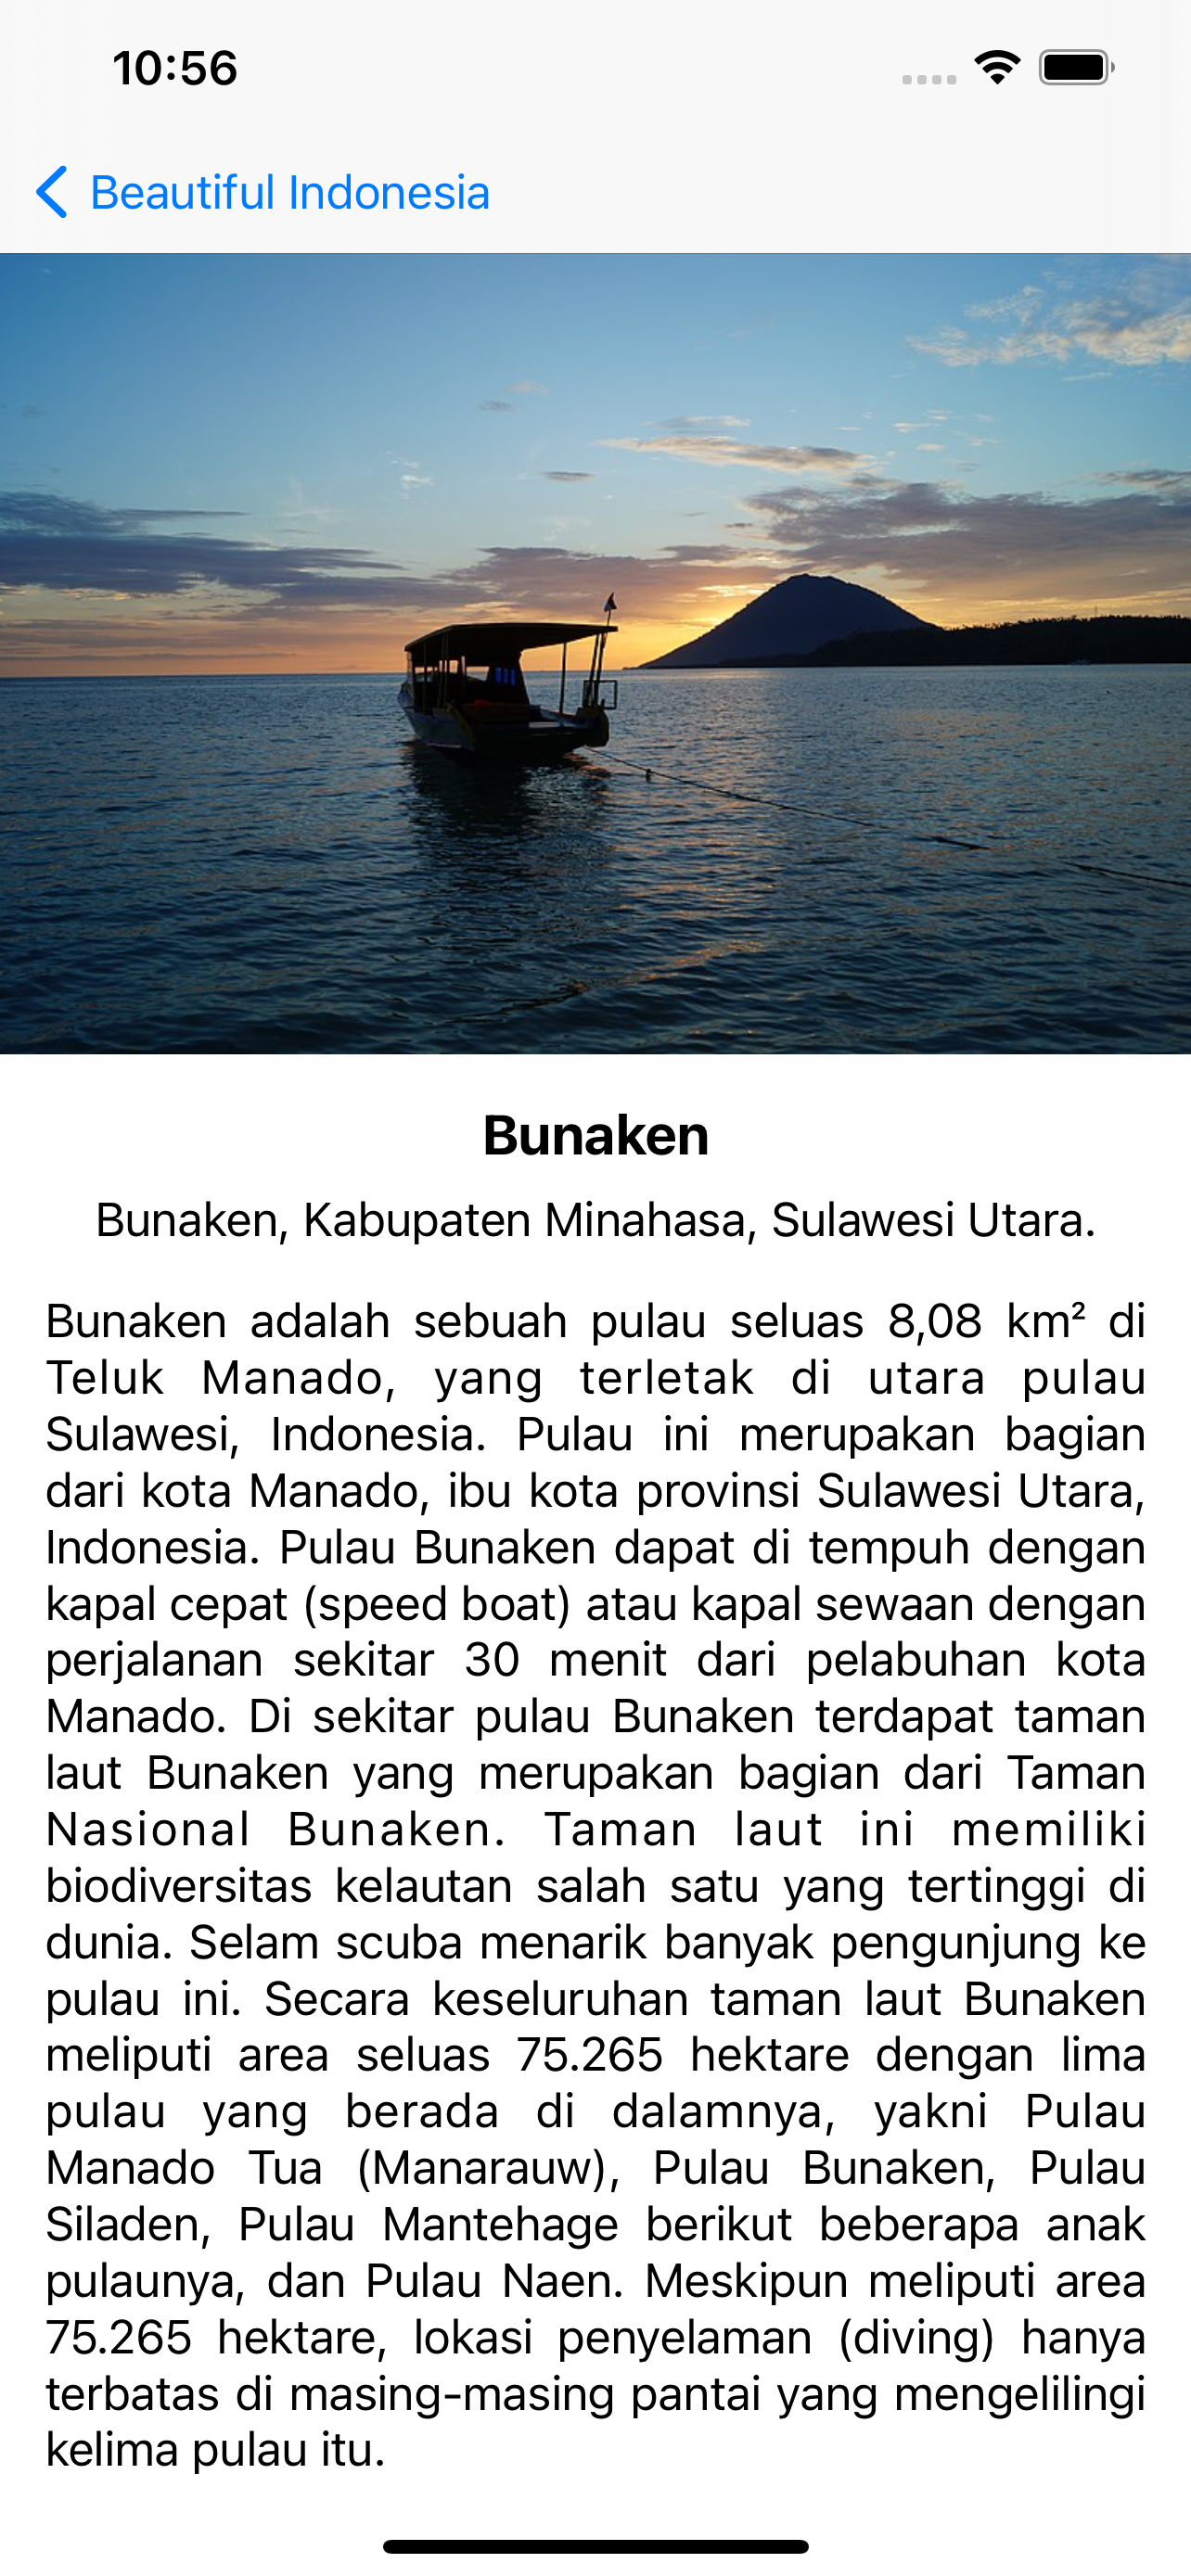 10:56
Beautiful Indonesia
Bunaken
Bunaken, Kabupaten Minahasa, Sulawesi Utara.
Bunaken adalah sebuah pulau seluas 8,08 km² di
Teluk Manado, yang terletak di utara pulau
Sulawesi, Indonesia. Pulau ini merupakan bagian
dari kota Manado, ibu kota provinsi Sulawesi Utara,
Indonesia. Pulau Bunaken dapat di tempuh dengan
kapal cepat (speed boat) atau kapal sewaan dengan
perjalanan sekitar 30 menit dari pelabuhan kota
Manado. Di sekitar pulau Bunaken terdapat taman
laut Bunaken yang merupakan bagian dari Taman
Nasional Bunaken. Taman laut ini memiliki
biodiversitas kelautan salah satu yang tertinggi di
dunia. Selam scuba menarik banyak pengunjung ke
pulau ini. Secara keseluruhan taman laut Bunaken
meliputi area seluas 75.265 hektare dengan lima
pulau yang berada di dalamnya, yakni Pulau
Manado Tua (Manarauw), Pulau Bunaken, Pulau
Siladen, Pulau Mantehage berikut beberapa anak
pulaunya, dan Pulau Naen. Meskipun meliputi area
75.265 hektare, lokasi penyelaman (diving) hanya
terbatas di masing-masing pantai yang mengelilingi
kelima pulau itu.